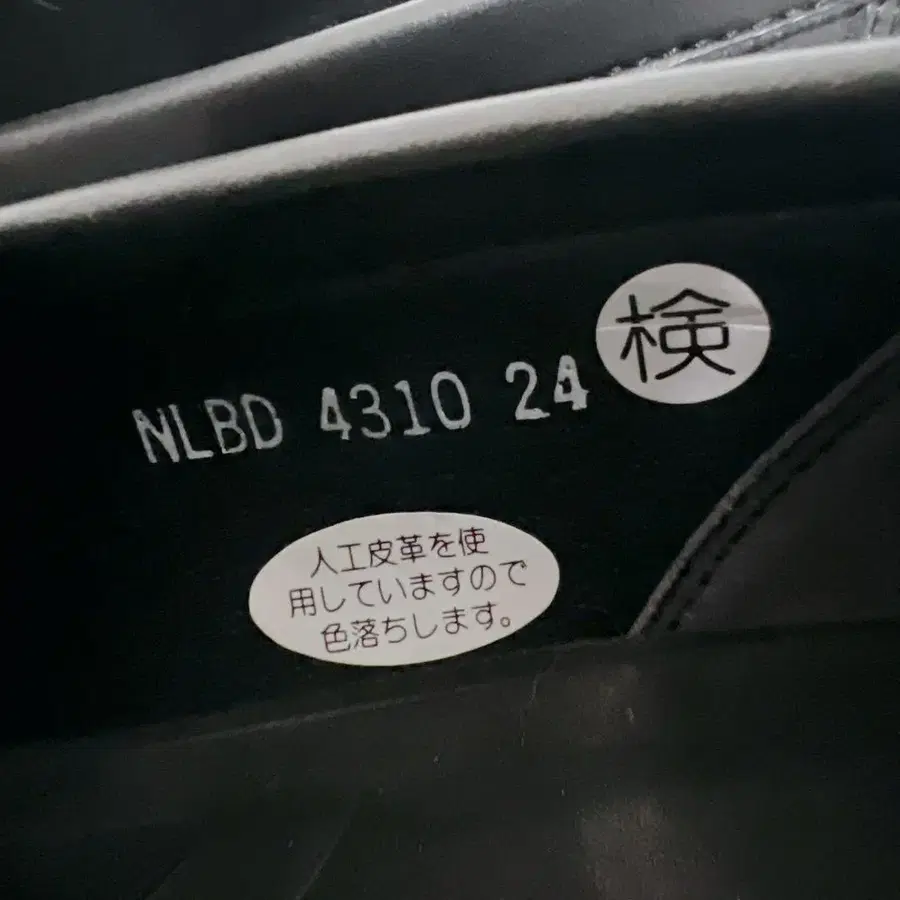 検
NLBD 4310 24
人工皮革を使
用していますので
色落ちします。